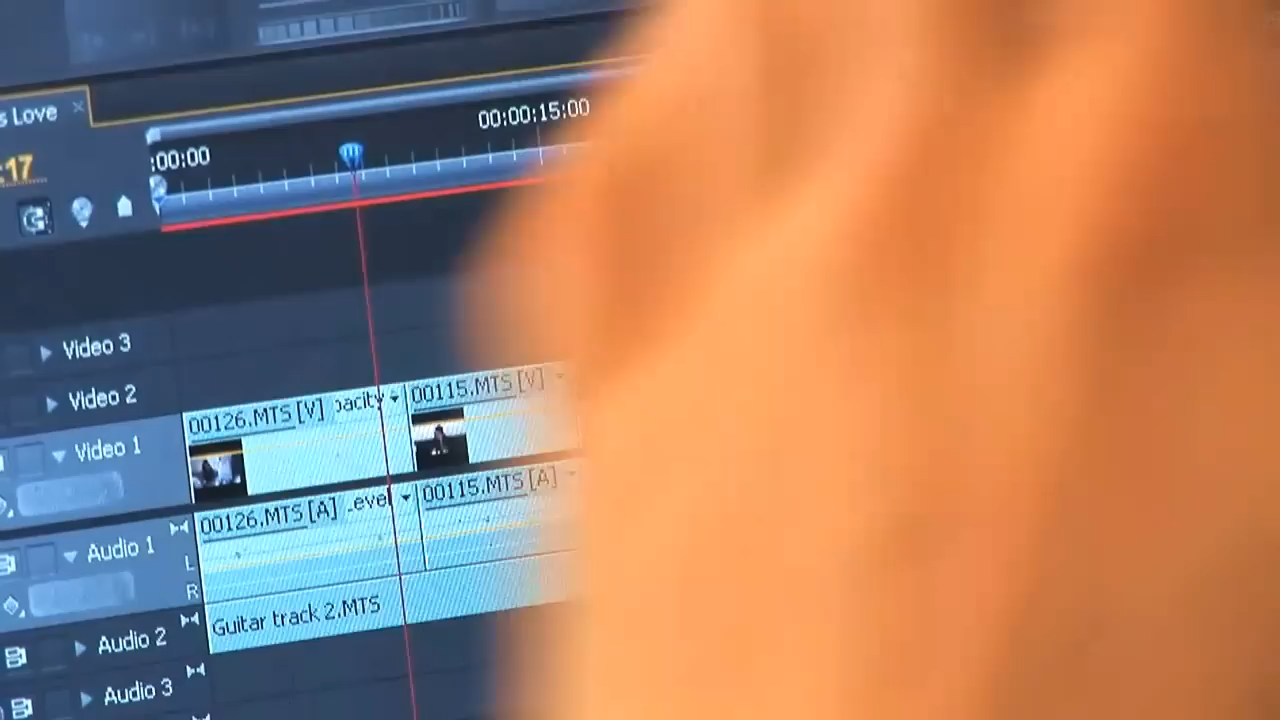 s Love
00:00:15:00
:00:00
:17
Video 3
Video 2
00126.MTS [V] pacity
00115.MTS [V]
Video 1
00126.MTS [A] _evel
00115.MTS [A]
Audio 1
L
R
Guitar track 2.MTS
Audio 2
Audio 3